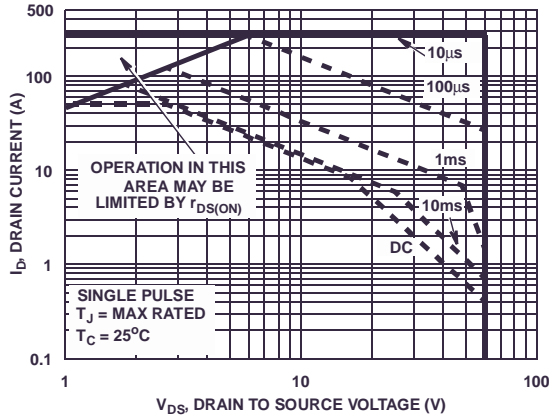 500
100
10
1
0.1
I_D, DRAIN CURRENT (A)
10μs
100μs
1ms
10ms
DC
OPERATION IN THIS
AREA MAY BE
LIMITED BY r_DS(ON)
SINGLE PULSE
T_J = MAX RATED
T_C = 25°C
1
10
100
V_DS, DRAIN TO SOURCE VOLTAGE (V)